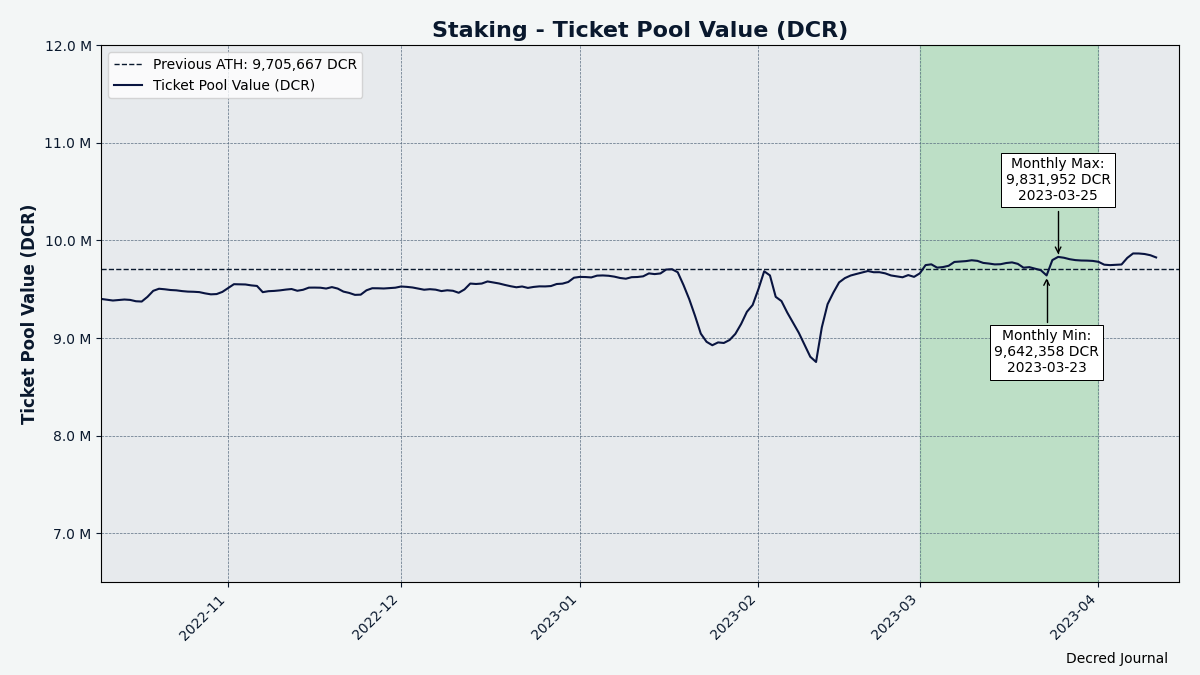 Staking - Ticket Pool Value (DCR)
Previous ATH: 9,705,667 DCR
Ticket Pool Value (DCR)
Ticket Pool Value (DCR)
12.0 M
11.0 M
10.0 M
9.0 M
8.0 M
7.0 M
Monthly Max:
9,831,952 DCR
2023-03-25
Monthly Min:
9,642,358 DCR
2023-03-23
2022-11
2022-12
2023-01
2023-02
2023-03
2023-04
Decred Journal